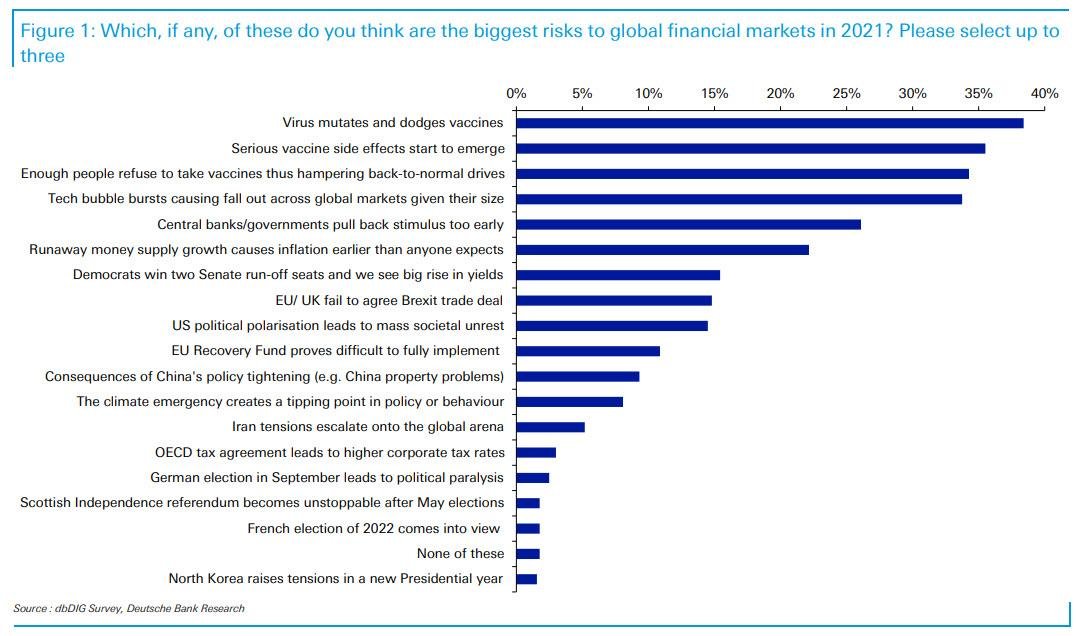 Figure 1: Which, if any, of these do you think are the biggest risks to global financial markets in 2021? Please select up to
three
0% 5% 10% 15% 20% 25% 30% 35% 40%
Virus mutates and dodges vaccines
Serious vaccine side effects start to emerge
Enough people refuse to take vaccines thus hampering back-to-normal drives
Tech bubble bursts causing fall out across global markets given their size
Central banks/governments pull back stimulus too early
Runaway money supply growth causes inflation earlier than anyone expects
Democrats win two Senate run-off seats and we see big rise in yields
EU/ UK fail to agree Brexit trade deal
US political polarisation leads to mass societal unrest
EU Recovery Fund proves difficult to fully implement
Consequences of China's policy tightening (e.g. China property problems)
The climate emergency creates a tipping point in policy or behaviour
Iran tensions escalate onto the global arena
OECD tax agreement leads to higher corporate tax rates
German election in September leads to political paralysis
Scottish Independence referendum becomes unstoppable after May elections
French election of 2022 comes into view
None of these
North Korea raises tensions in a new Presidential year
Source : dbDIG Survey, Deutsche Bank Research